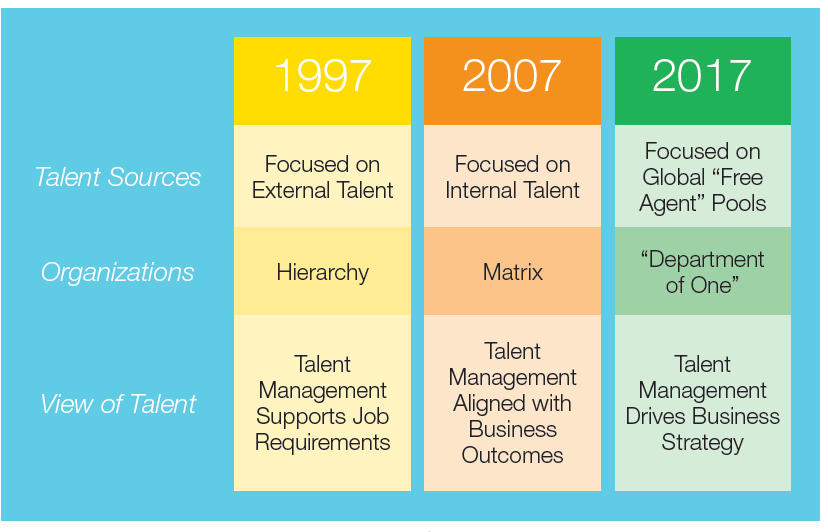 1997
2007
2017
Talent Sources
Focused on
External Talent
Focused on
Internal Talent
Focused on
Global “Free
Agent” Pools
Organizations
Hierarchy
Matrix
“Department
of One”
View of Talent
Talent
Management
Supports Job
Requirements
Talent
Management
Aligned with
Business
Outcomes
Talent
Management
Drives Business
Strategy